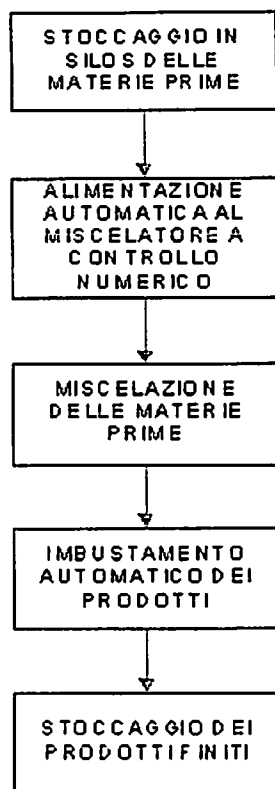 STOCCAGGIO IN
SILOS DELLE
MATERIE PRIME
ALIMENTAZIONE
AUTOMATICA AL
MISCELATORE A
CONTROLLO
NUMERICO
MISCELAZIONE
DELLE MATERIE
PRIME
IMBUSTAMENTO
AUTOMATICO DEI
PRODOTTI
STOCCAGGIO DEI
PRODOTTI FINITI